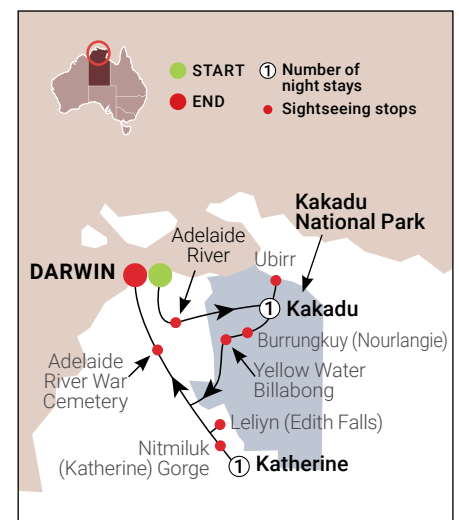 START
END
1 Number of
night stays
Sightseeing stops
Kakadu
National Park
Adelaide
River
Ubirr
DARWIN
1 Kakadu
Burrungkuy (Nourlangie)
Adelaide
River War
Cemetery
Yellow Water
Billabong
Leliyn (Edith Falls)
Nitmiluk
(Katherine) Gorge
1 Katherine